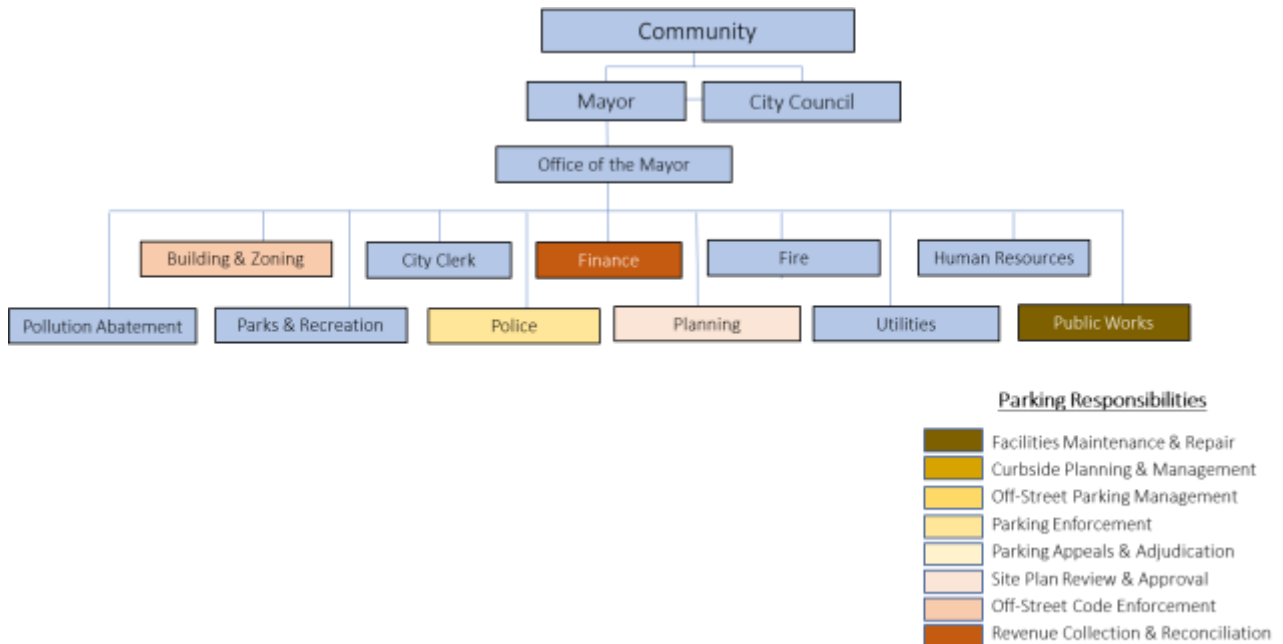 Community
Mayor
City Council
Office of the Mayor
Building & Zoning
City Clerk
Finance
Fire
Human Resources
Pollution Abatement
Parks & Recreation
Police
Planning
Utilities
Public Works
Parking Responsibilities
Facilities Maintenance & Repair
Curbside Planning & Management
Off-Street Parking Management
Parking Enforcement
Parking Appeals & Adjudication
Site Plan Review & Approval
Off-Street Code Enforcement
Revenue Collection & Reconciliation